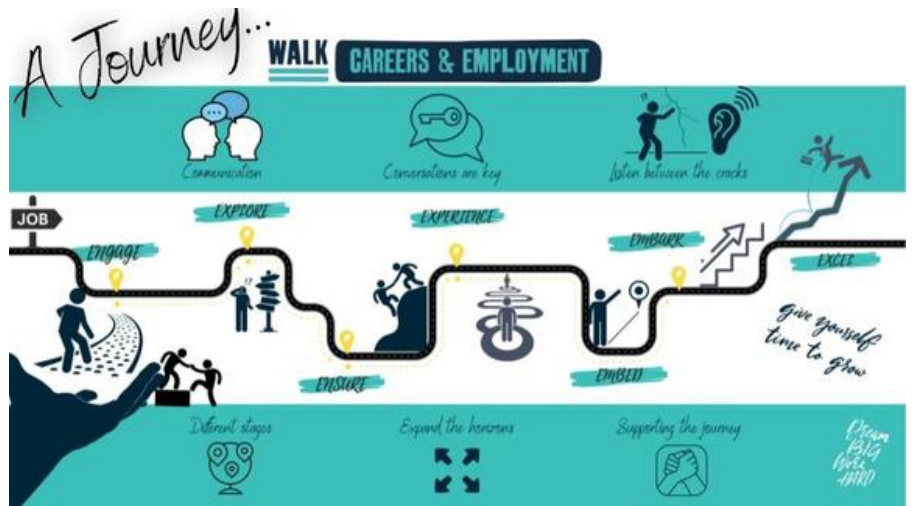 A Journey...
WALK CAREERS & EMPLOYMENT
Communication
Conversations are key
Listen between the cracks
JOB
ENGAGE
EXPLORE
EXPERIENCE
EMBARK
EXCEL
ENSURE
EMBED
give yourself
time to grow
Different stages
Expand the horizons
Supporting the journey
Dream
BIG
Work
HARD